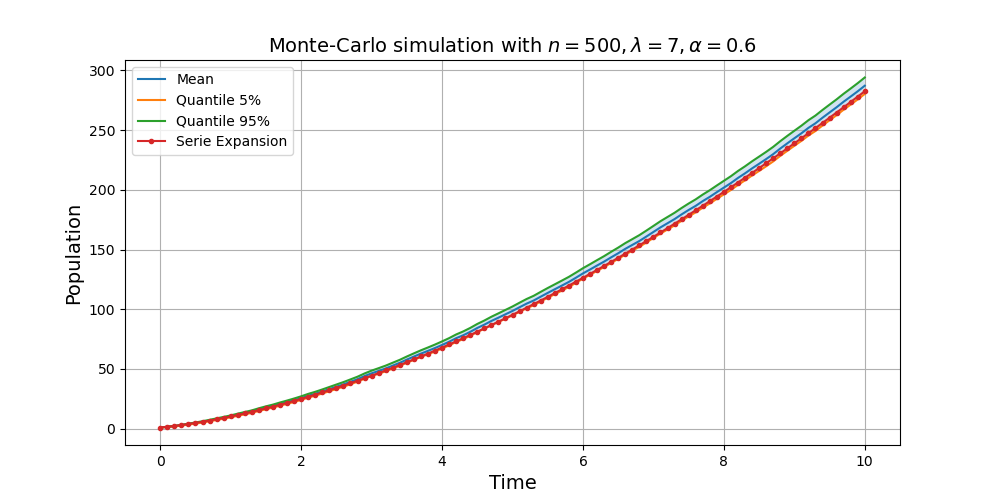 Monte-Carlo simulation with n = 500, λ = 7, α = 0.6
Mean
Quantile 5%
Quantile 95%
Serie Expansion
300
250
200
150
100
50
0
Population
0 2 4 6 8 10
Time